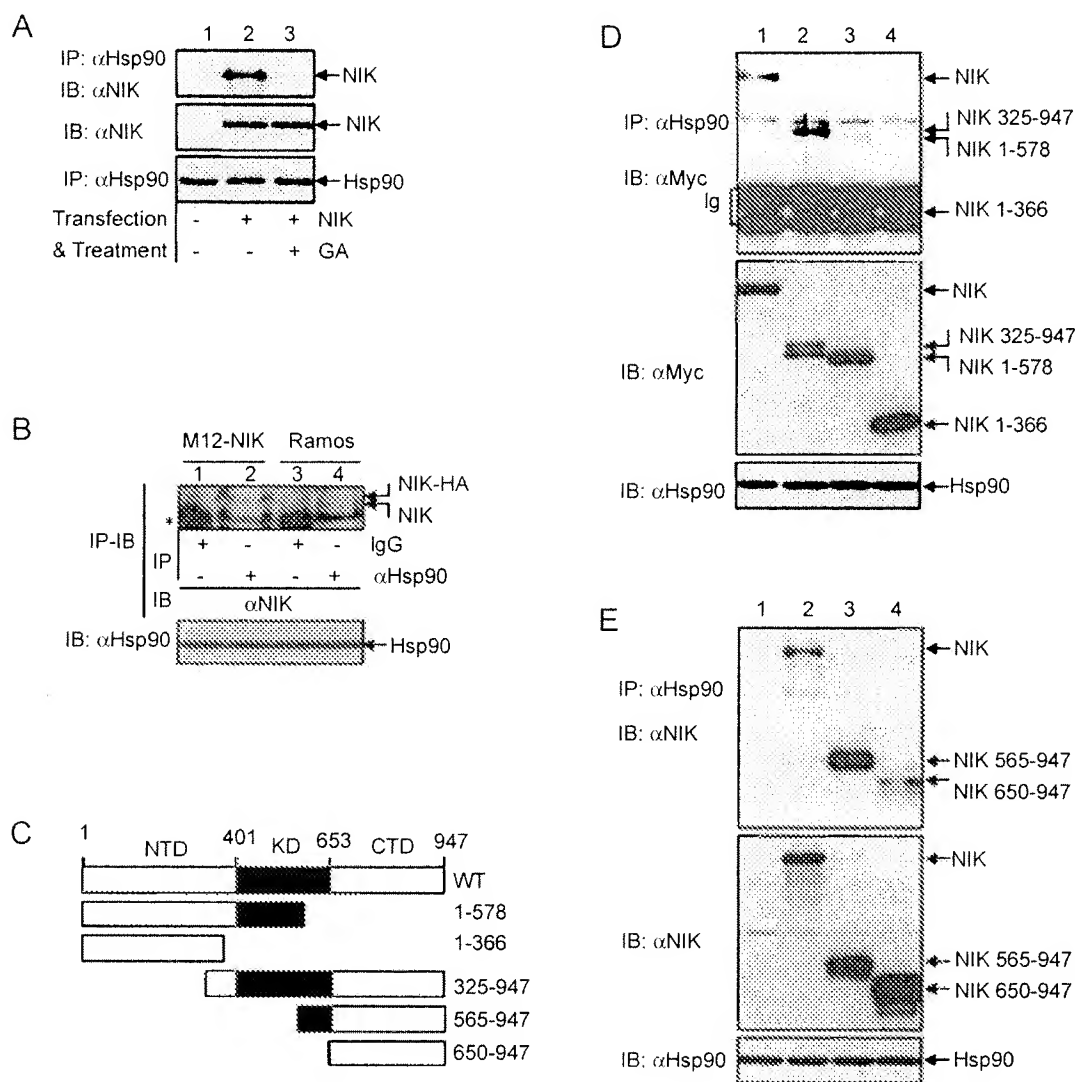 A
1 2 3
IP: αHsp90
IB: αNIK
NIK
IB: αNIK
NIK
IP: αHsp90
Hsp90
Transfection - + + NIK
& Treatment - - + GA
B
M12-NIK Ramos
1 2 3 4
NIK-HA
NIK
*
IP-IB
IP
+ - + - IgG
- + - + αHsp90
IB
αNIK
IB: αHsp90
Hsp90
C
1 401 653 947
NTD KD CTD
WT
1-578
1-366
325-947
565-947
650-947
D
1 2 3 4
NIK
IP: αHsp90
NIK 325-947
NIK 1-578
IB: αMyc
Ig
NIK 1-366
NIK
NIK 325-947
IB: αMyc
NIK 1-578
NIK 1-366
IB: αHsp90
Hsp90
E
1 2 3 4
NIK
IP: αHsp90
IB: αNIK
NIK 565-947
NIK 650-947
NIK
IB: αNIK
NIK 565-947
NIK 650-947
IB: αHsp90
Hsp90